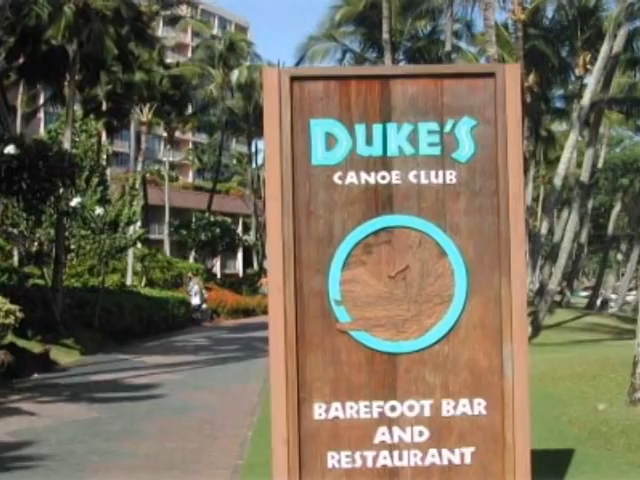 DUKE'S
CANOE CLUB
BAREFOOT BAR
AND
RESTAURANT